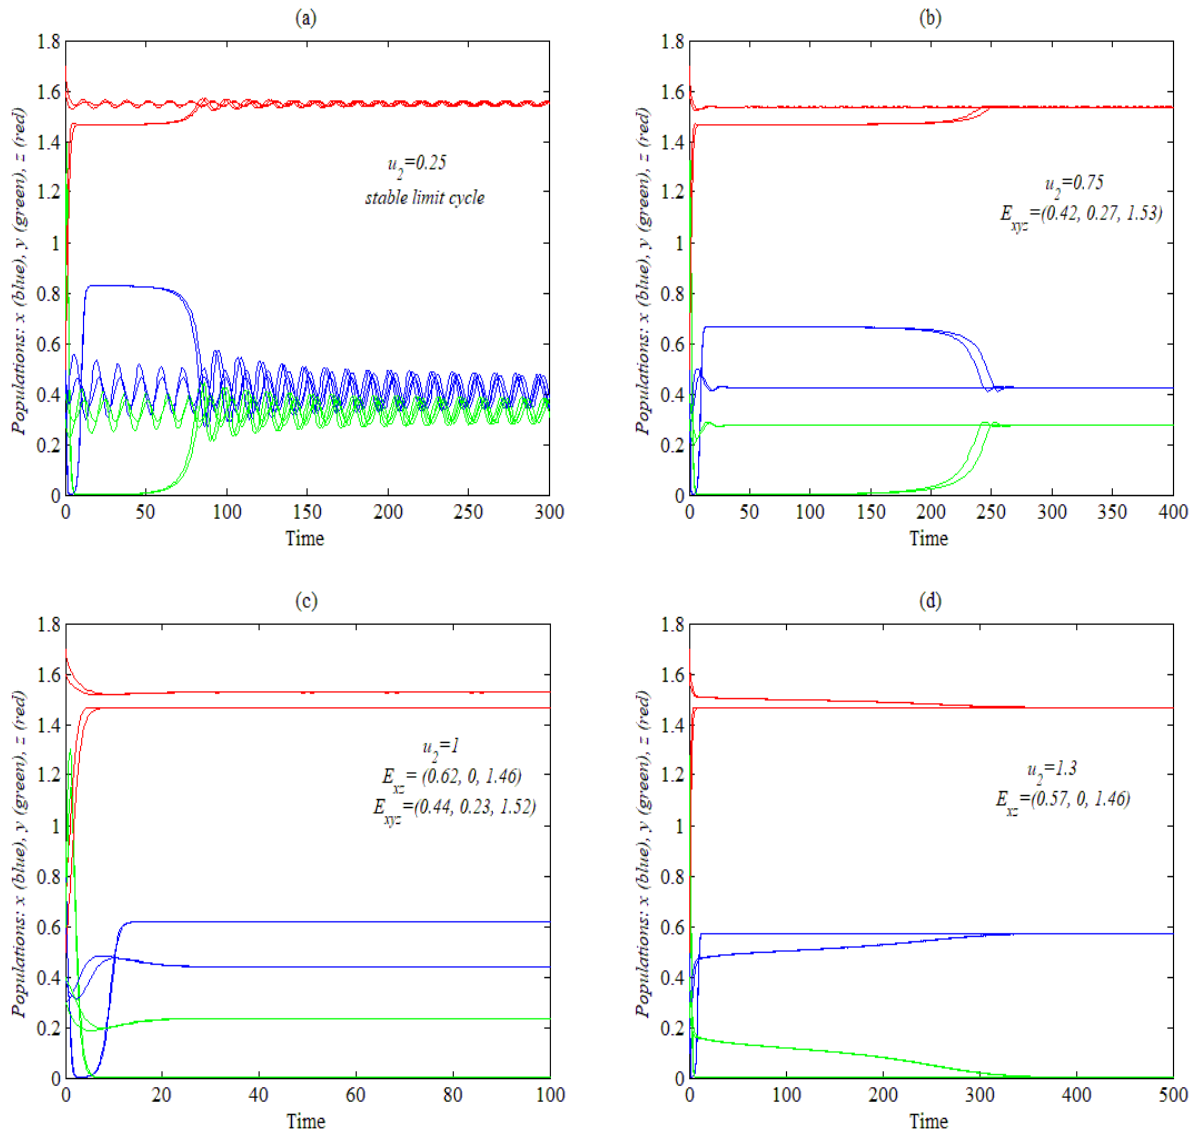 (a)
1.8
1.6
1.4
1.2
1
0.8
0.6
0.4
0.2
0
0 50 100 150 200 250 300
Time
Populations: x (blue), y (green), z (red)
u2=0.25
stable limit cycle
(b)
1.8
1.6
1.4
1.2
1
0.8
0.6
0.4
0.2
0
0 50 100 150 200 250 300 350 400
Time
Populations: x (blue), y (green), z (red)
u2=0.75
Exyz=(0.42, 0.27, 1.53)
(c)
1.8
1.6
1.4
1.2
1
0.8
0.6
0.4
0.2
0
0 20 40 60 80 100
Time
Populations: x (blue), y (green), z (red)
u2=1
Exz= (0.62, 0, 1.46)
Exyz=(0.44, 0.23, 1.52)
(d)
1.8
1.6
1.4
1.2
1
0.8
0.6
0.4
0.2
0
0 100 200 300 400 500
Time
Populations: x (blue), y (green), z (red)
u2=1.3
Exz=(0.57, 0, 1.46)